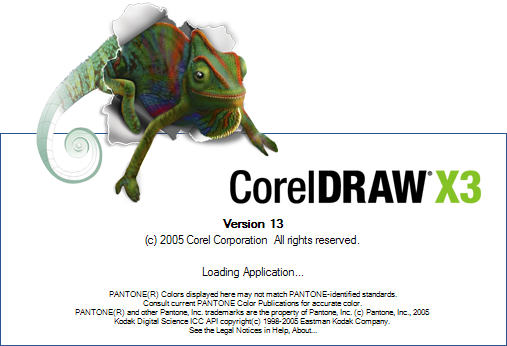 CorelDRAW® X3
Version 13
(c) 2005 Corel Corporation  All rights reserved.
Loading Application...
PANTONE(R) Colors displayed here may not match PANTONE-identified standards.
Consult current PANTONE Color Publications for accurate color.
PANTONE(R) and other Pantone, Inc. trademarks are the property of Pantone, Inc. (c) Pantone, Inc., 2005
Kodak Digital Science ICC API copyright(c) 1998-2005 Eastman Kodak Company.
See the Legal Notices in Help, About...